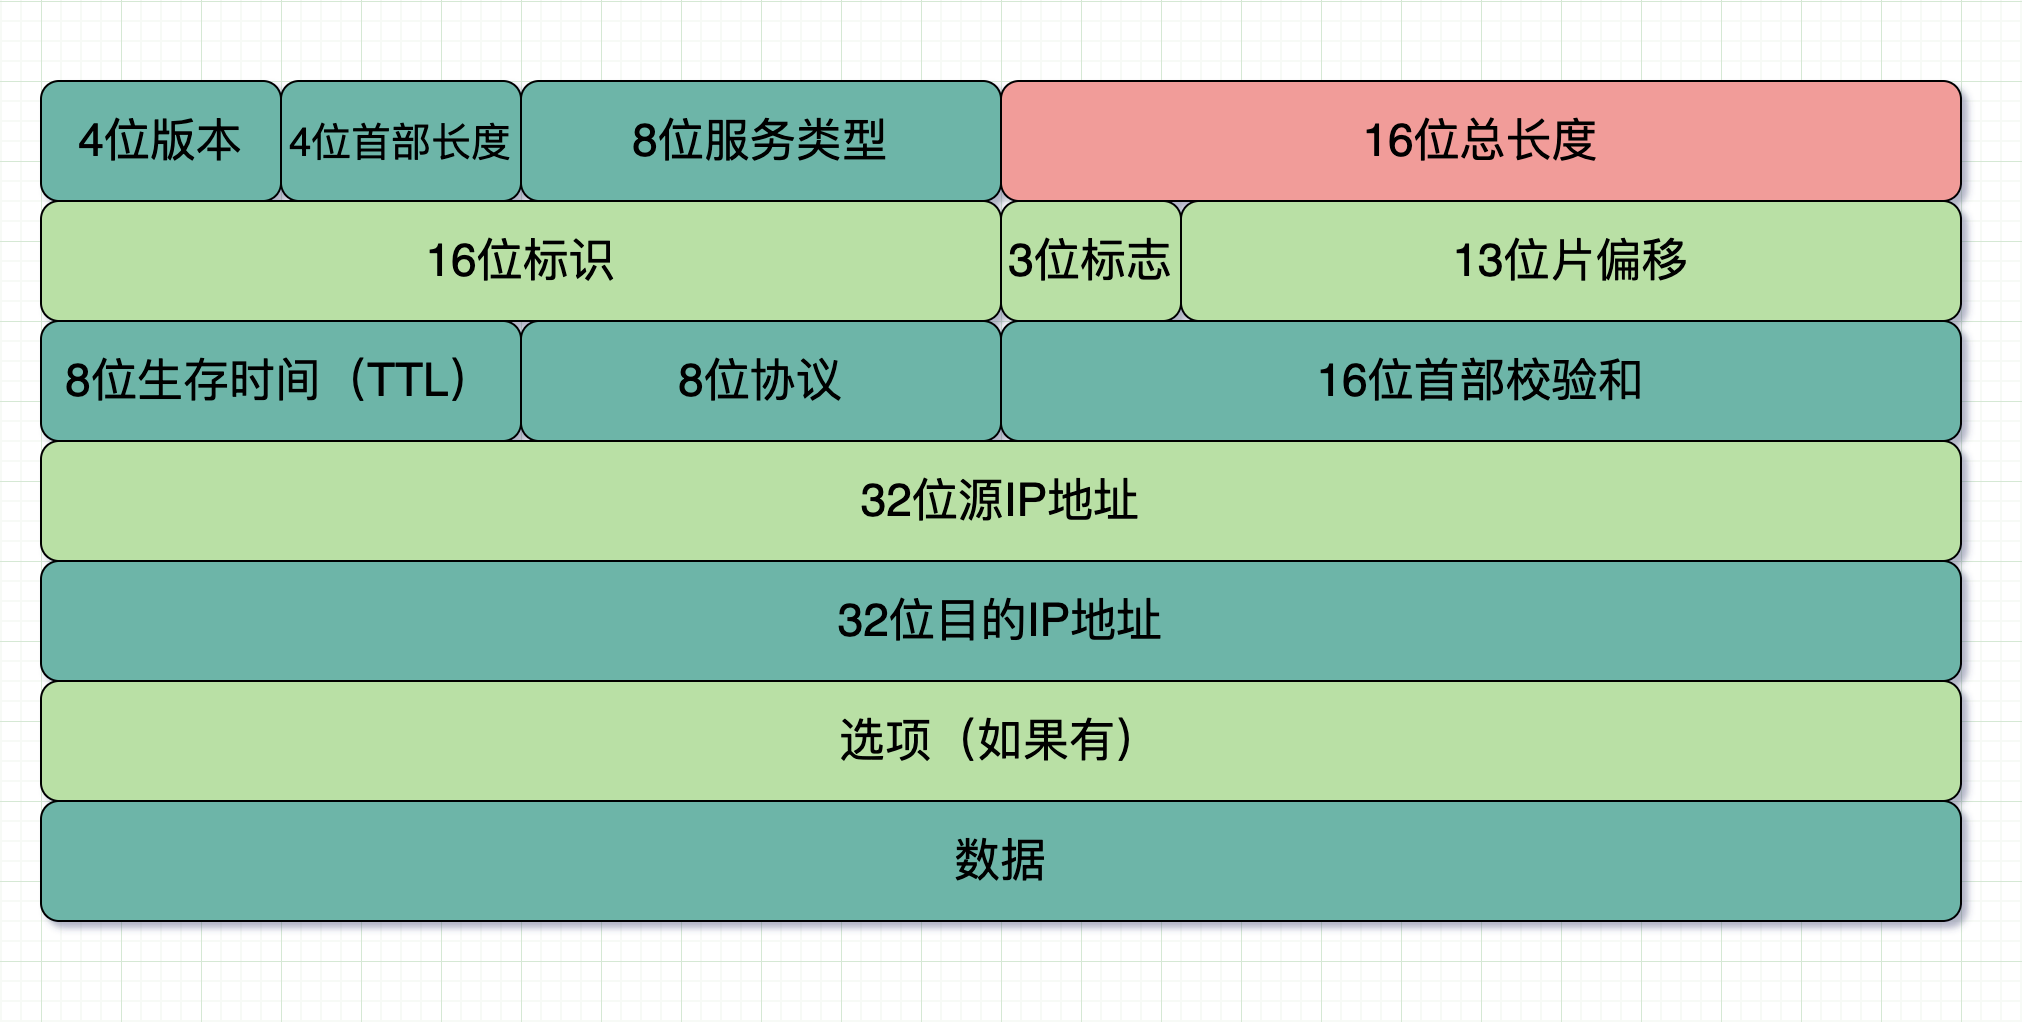 4位版本
4位首部长度
8位服务类型
16位总长度
16位标识
3位标志
13位片偏移
8位生存时间（TTL）
8位协议
16位首部校验和
32位源IP地址
32位目的IP地址
选项（如果有）
数据